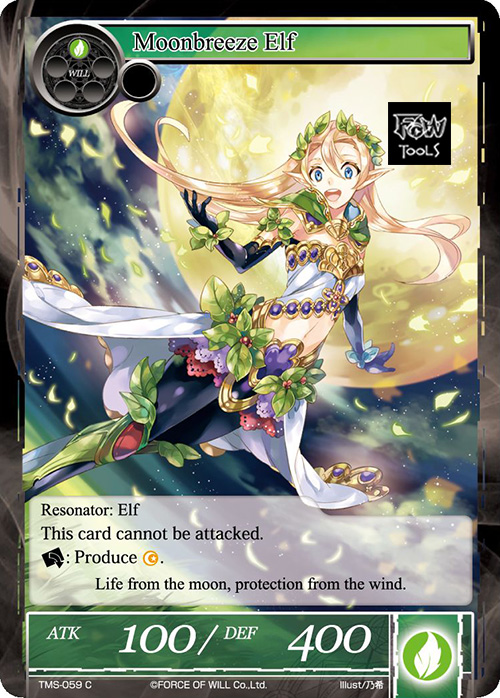 Moonbreeze Elf
WILL
FOW
TOOLS
Resonator: Elf
This card cannot be attacked.
: Produce .
Life from the moon, protection from the wind.
ATK 100/ DEF 400
TMS-059 C ©FORCE OF WILL Co.,Ltd. Illust/乃希